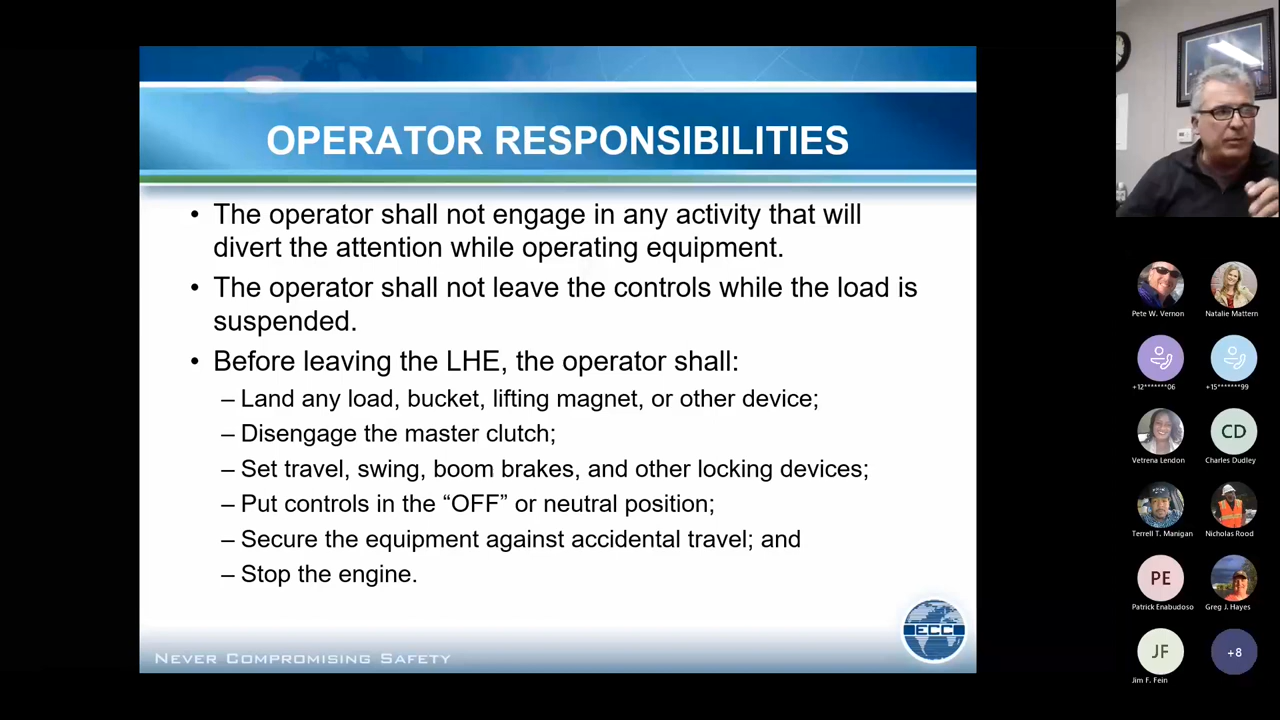 OPERATOR RESPONSIBILITIES
• The operator shall not engage in any activity that will
divert the attention while operating equipment.
• The operator shall not leave the controls while the load is
suspended.
• Before leaving the LHE, the operator shall:
– Land any load, bucket, lifting magnet, or other device;
– Disengage the master clutch;
– Set travel, swing, boom brakes, and other locking devices;
– Put controls in the “OFF” or neutral position;
– Secure the equipment against accidental travel; and
– Stop the engine.
NEVER COMPROMISING SAFETY
ECC
Pete W. Vernon
Natalie Mattern
+12*******06
+15*******99
Vetrena Lendon
CD
Charles Dudley
Terrell T. Manigan
Nicholas Rood
PE
Patrick Enabudoso
Greg J. Hayes
JF
Jim F. Fein
+8